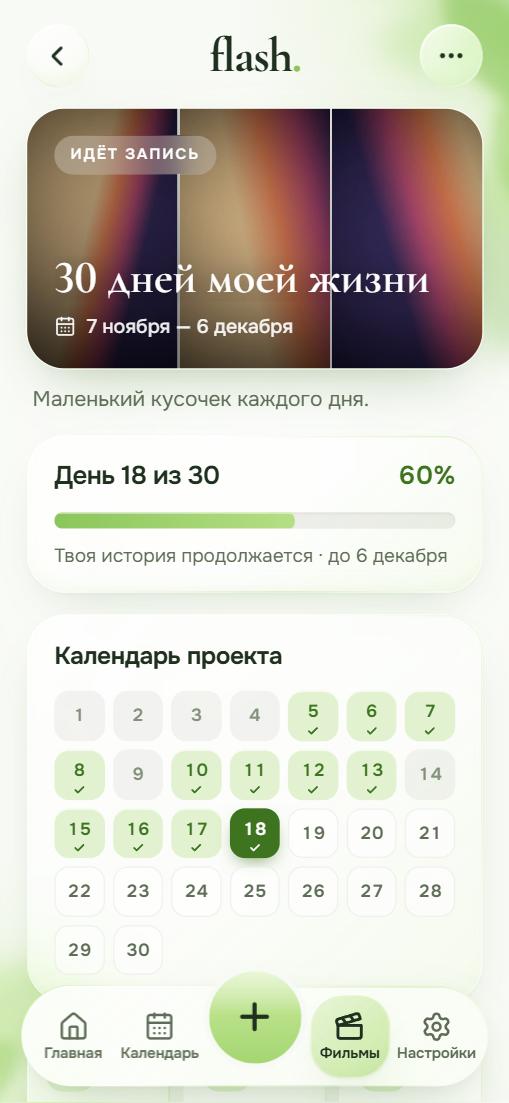 flash.
ИДЁТ ЗАПИСЬ
30 дней моей жизни
7 ноября — 6 декабря
Маленький кусочек каждого дня.
День 18 из 30 60%
Твоя история продолжается · до 6 декабря
Календарь проекта
1 2 3 4 5 6 7
8 9 10 11 12 13 14
15 16 17 18 19 20 21
22 23 24 25 26 27 28
29 30
Главная Календарь Фильмы Настройки